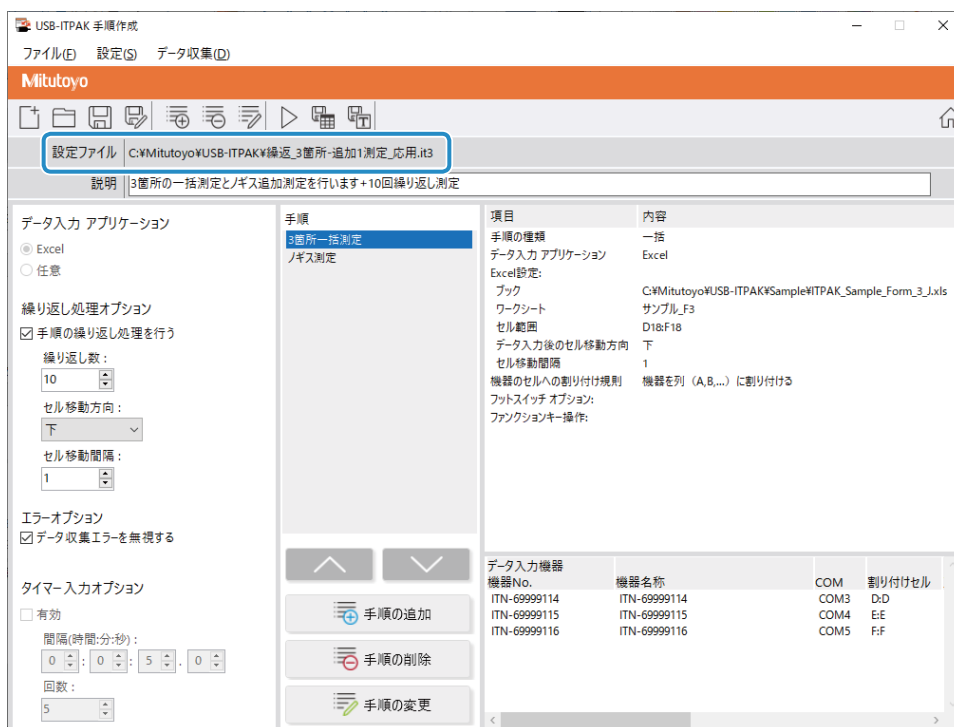 USB-ITPAK 手順作成
ファイル(F) 設定(S) データ収集(D)
Mitutoyo
設定ファイル C:¥Mitutoyo¥USB-ITPAK¥繰返_3箇所-追加1測定_応用.it3
説明 3箇所の一括測定とノギス追加測定を行います+10回繰り返し測定
データ入力 アプリケーション
Excel
任意
繰り返し処理オプション
手順の繰り返し処理を行う
繰り返し数:
10
セル移動方向:
下
セル移動間隔:
1
エラーオプション
データ収集エラーを無視する
タイマー入力オプション
有効
間隔(時間:分:秒):
0 : 0 : 5 . 0
回数:
5
手順
3箇所一括測定
ノギス測定
手順の追加
手順の削除
手順の変更
項目 内容
手順の種類 一括
データ入力 アプリケーション Excel
Excel設定:
ブック C:¥Mitutoyo¥USB-ITPAK¥Sample¥ITPAK_Sample_Form_3_J.xls
ワークシート サンプル_F3
セル範囲 D18:F18
データ入力後のセル移動方向 下
セル移動間隔 1
機器のセルへの割り付け規則 機器を列（A,B,...）に割り付ける
フットスイッチ オプション:
ファンクションキー操作:
データ入力機器
機器No. 機器名称 COM 割り付けセル
ITN-69999114 ITN-69999114 COM3 D:D
ITN-69999115 ITN-69999115 COM4 E:E
ITN-69999116 ITN-69999116 COM5 F:F